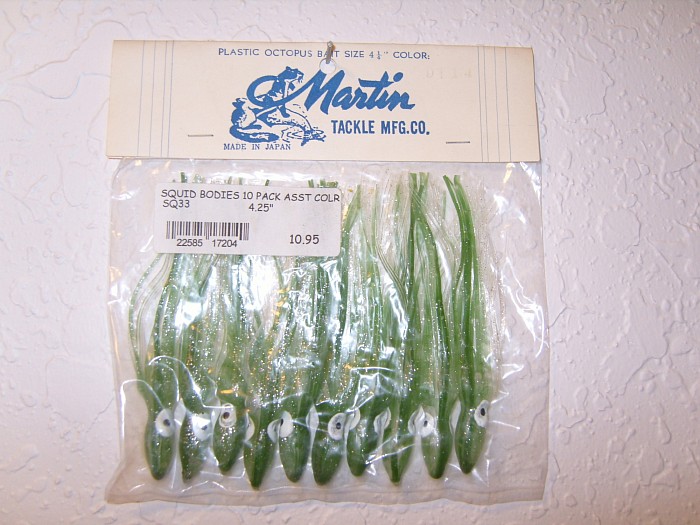 PLASTIC OCTOPUS BAIT SIZE 4¼" COLOR:
Martin
TACKLE MFG.CO.
MADE IN JAPAN
SQUID BODIES 10 PACK ASST COLR
SQ33 4.25"
22585 17204 10.95